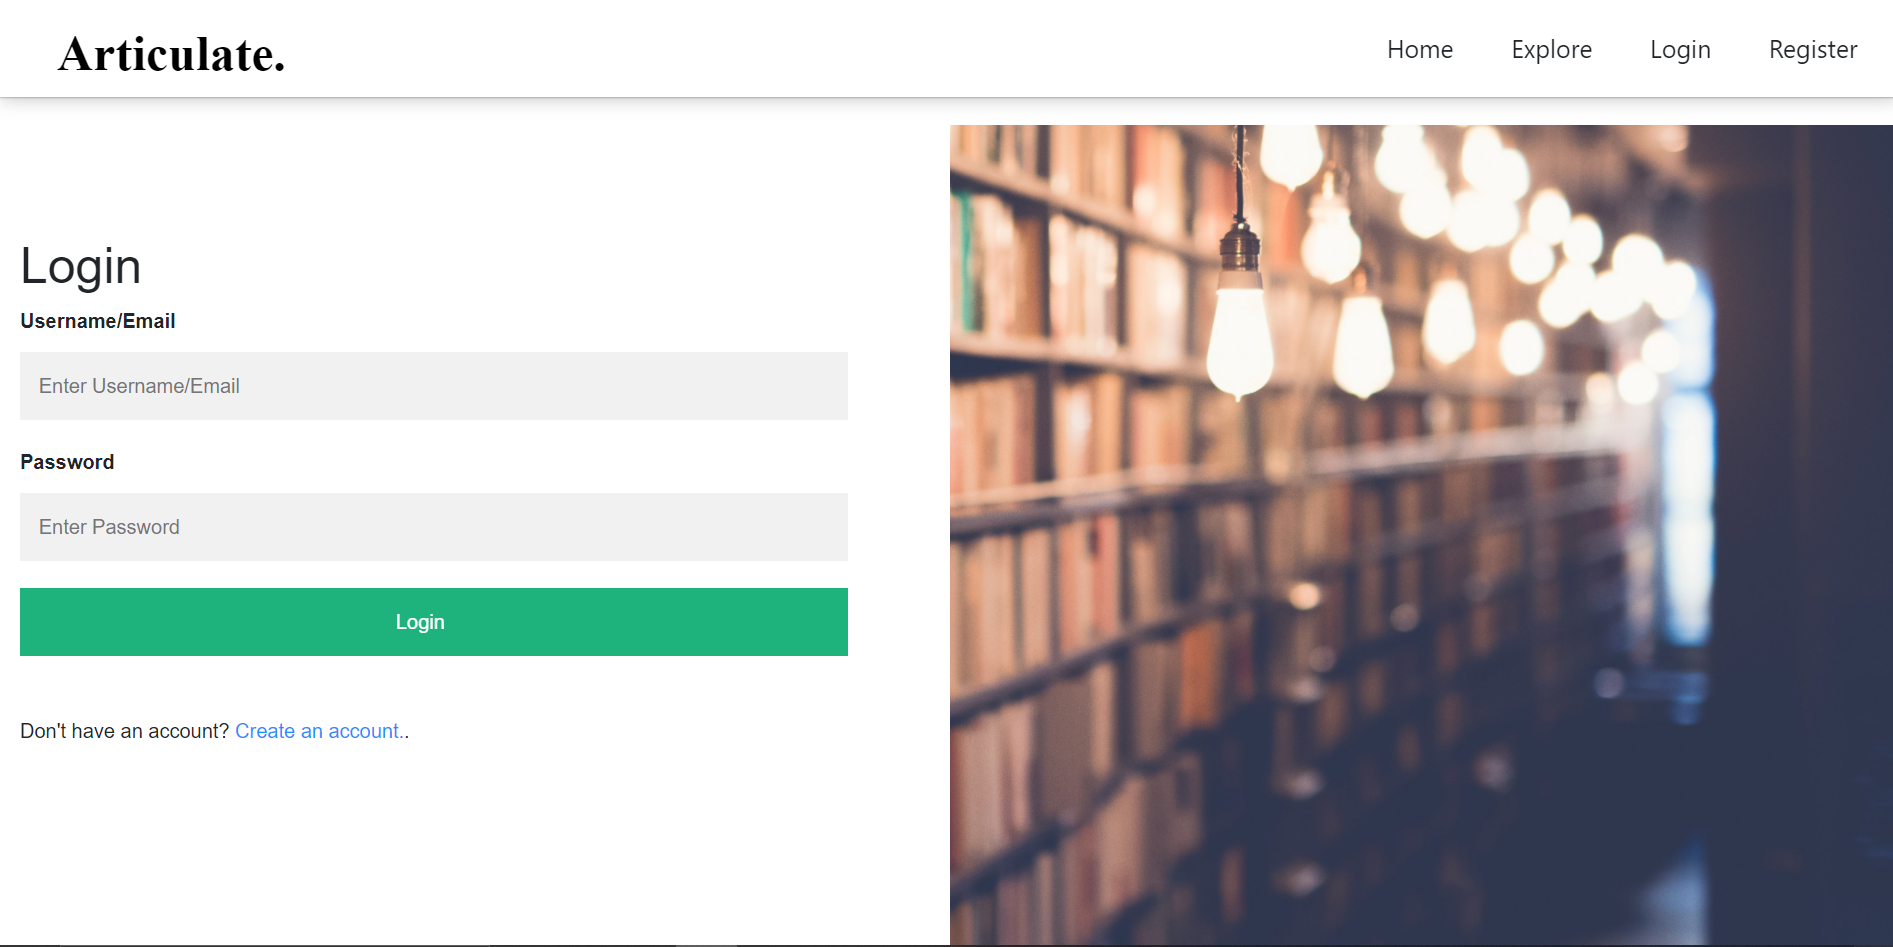 Articulate.
Home Explore Login Register
Login
Username/Email
Enter Username/Email
Password
Enter Password
Login
Don't have an account? Create an account..